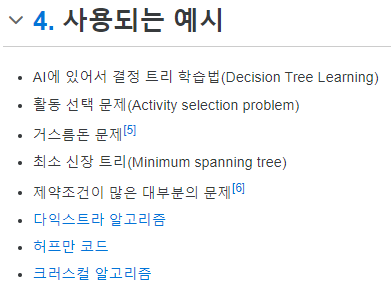 4. 사용되는 예시
AI에 있어서 결정 트리 학습법(Decision Tree Learning)
활동 선택 문제(Activity selection problem)
거스름돈 문제[5]
최소 신장 트리(Minimum spanning tree)
제약조건이 많은 대부분의 문제[6]
다익스트라 알고리즘
허프만 코드
크러스컬 알고리즘